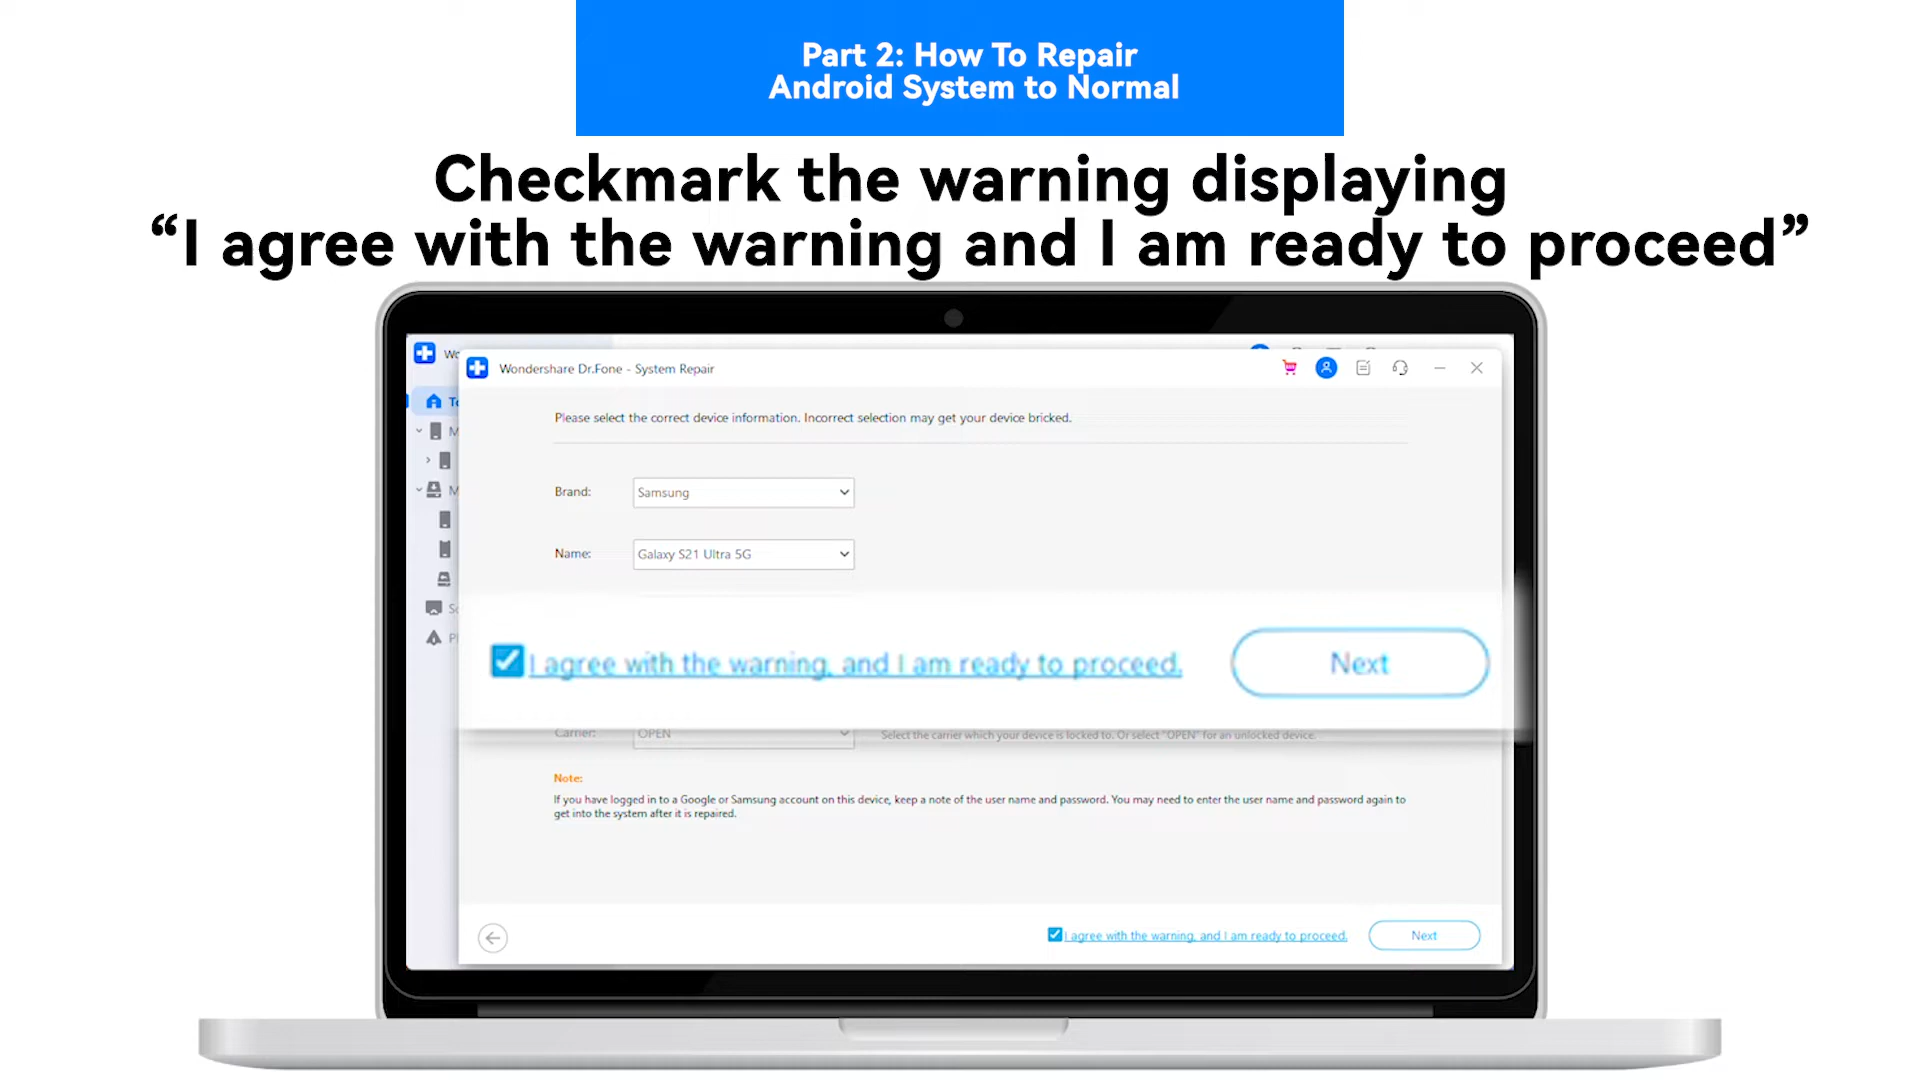 Part 2: How To Repair
Android System to Normal
Checkmark the warning displaying
“I agree with the warning and I am ready to proceed”
Wondershare Dr.Fone - System Repair
Please select the correct device information. Incorrect selection may get your device bricked.
Brand: Samsung
Name: Galaxy S21 Ultra 5G
I agree with the warning, and I am ready to proceed. Next
Carrier: OPEN Select the carrier which your device is locked to. Or select "OPEN" for an unlocked device.
Note:
If you have logged in to a Google or Samsung account on this device, keep a note of the user name and password. You may need to enter the user name and password again to
get into the system after it is repaired.
I agree with the warning, and I am ready to proceed. Next